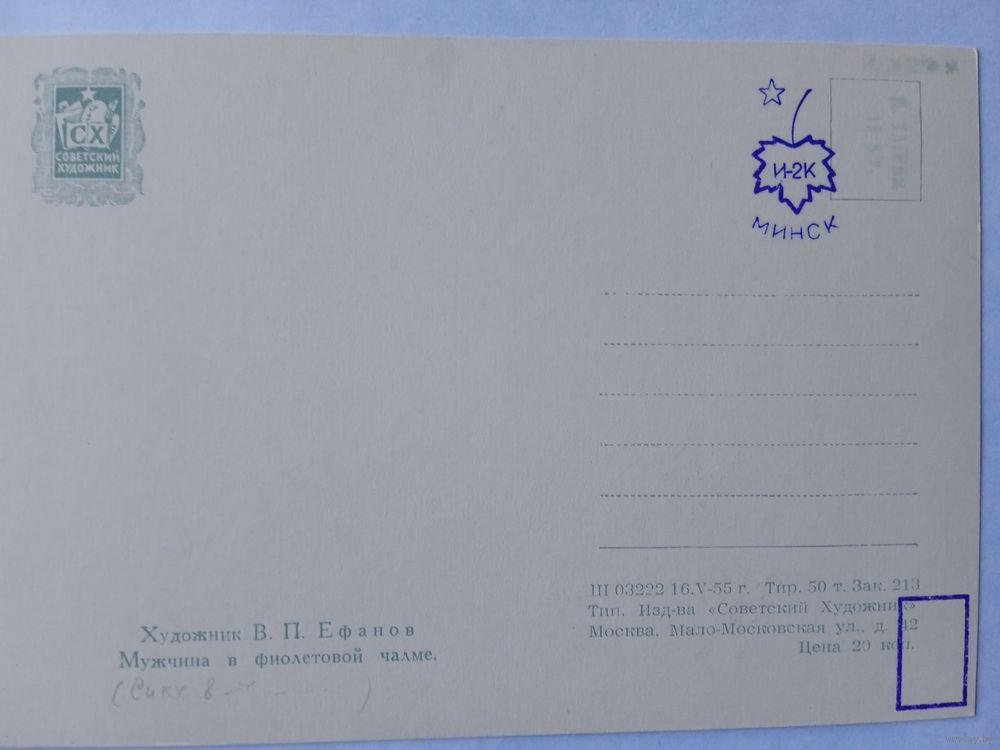 СХ
СОВЕТСКИЙ
ХУДОЖНИК
И-2К
МИНСК
Ш 03222 16.V-55 г. Тир. 50 т. Зак. 213
Тип. Изд-ва «Советский Художник»
Москва. Мало-Московская ул., д. 42
Цена 20 коп.
Художник В. П. Ефанов
Мужчина в фиолетовой чалме.
(Сикх в